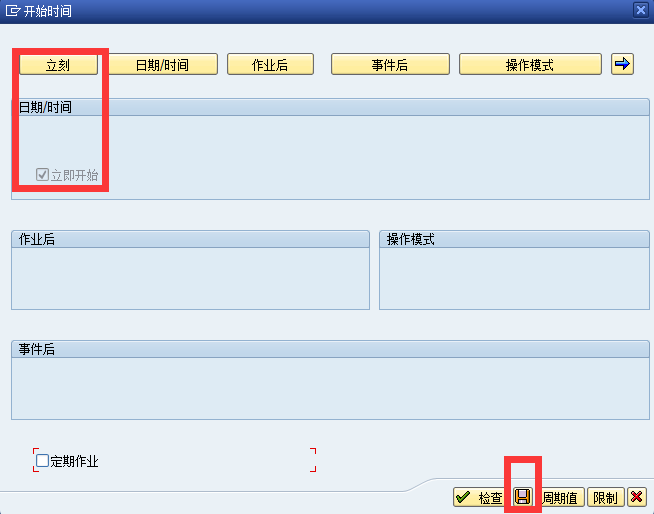 开始时间
立刻 日期/时间 作业后 事件后 操作模式
日期/时间
立即开始
作业后 操作模式
事件后
定期作业
检查 周期值 限制